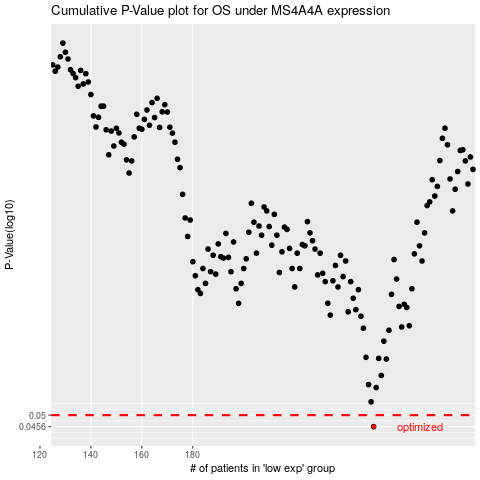 Cumulative P-Value plot for OS under MS4A4A expression
P-Value(log10)
0.05
0.0456
optimized
120 140 160 180
# of patients in 'low exp' group